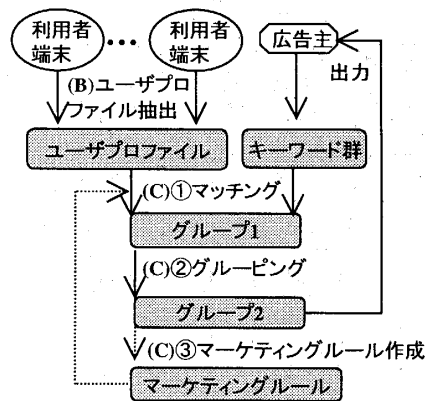 利用者
端末
•••
利用者
端末
広告主
出力
(B)ユーザプロ
ファイル抽出
ユーザプロファイル
キーワード群
(C)①マッチング
グループ1
(C)②グルーピング
グループ2
(C)③マーケティングルール作成
マーケティングルール